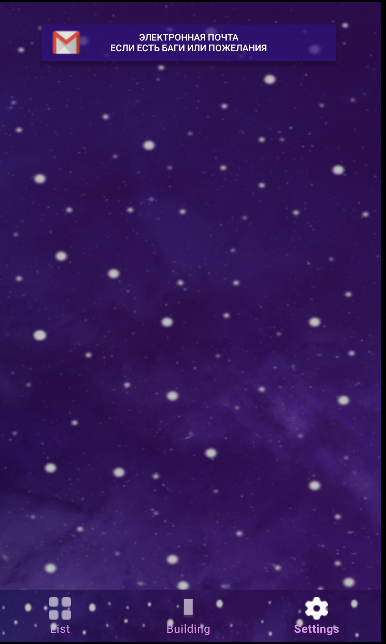 ЭЛЕКТРОННАЯ ПОЧТА
ЕСЛИ ЕСТЬ БАГИ ИЛИ ПОЖЕЛАНИЯ
List
Building
Settings